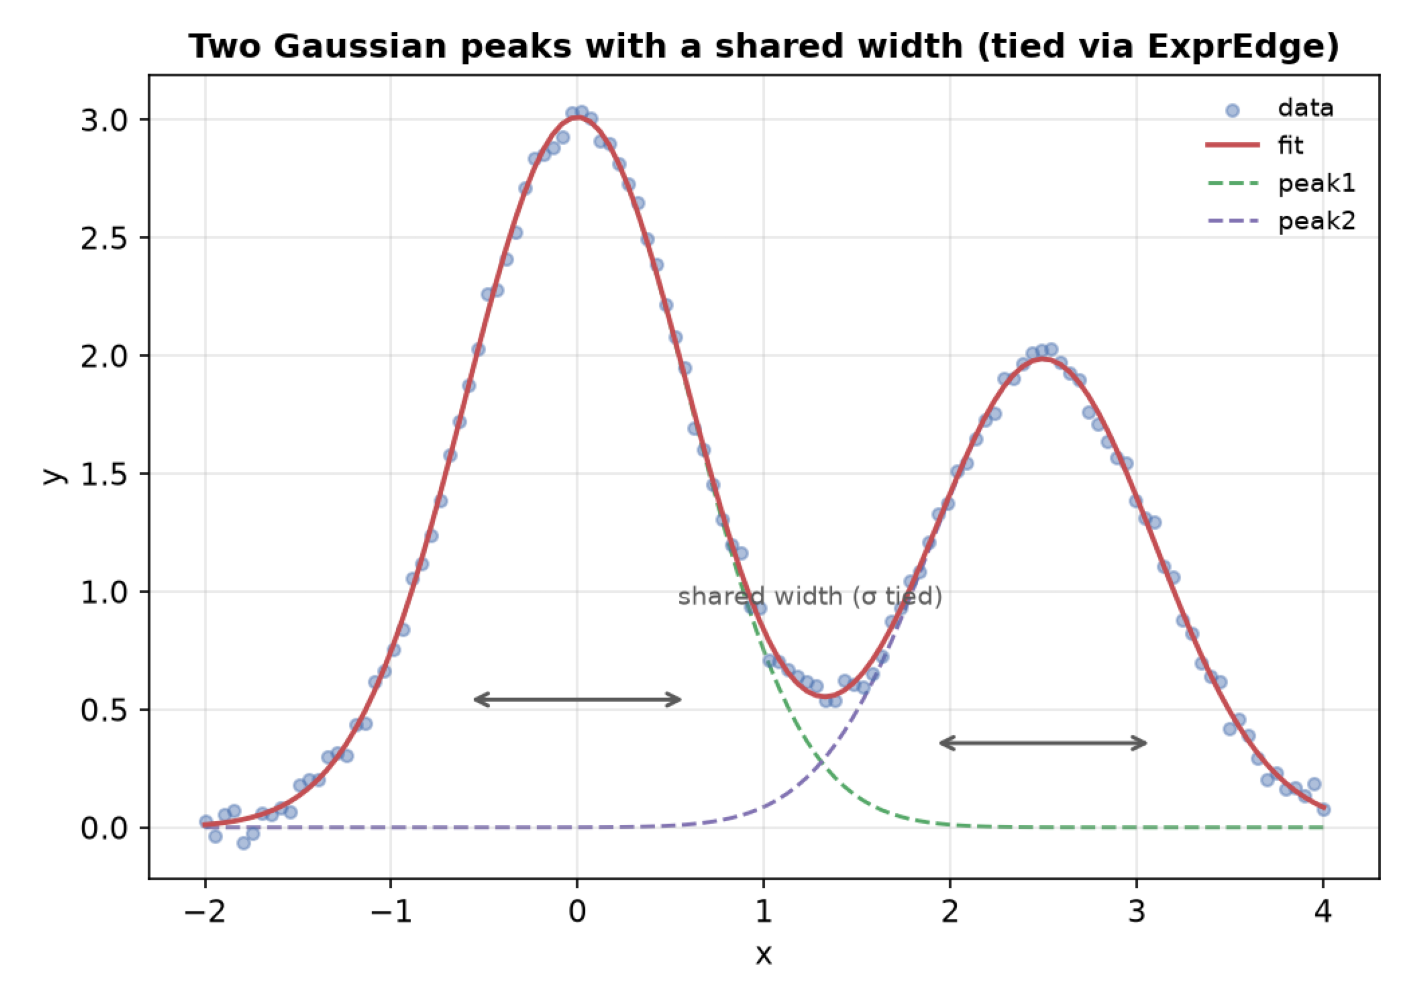 Two Gaussian peaks with a shared width (tied via ExprEdge)
data
fit
peak1
peak2
3.0
2.5
2.0
1.5
1.0
0.5
0.0
y
shared width (σ tied)
−2
−1
0
1
2
3
4
x